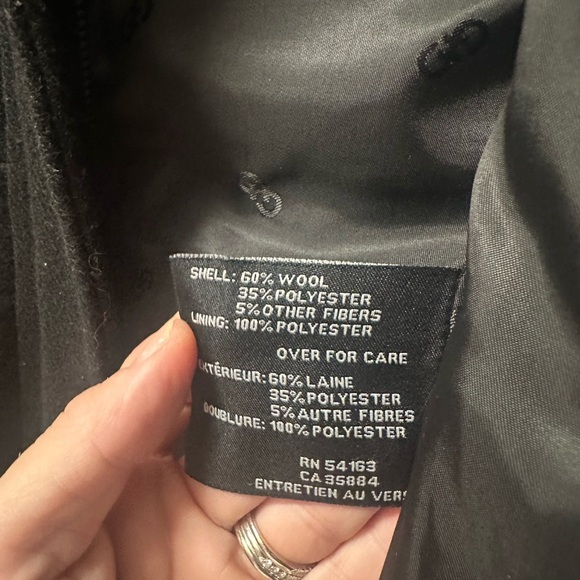 SHELL: 60% WOOL
35% POLYESTER
5% OTHER FIBERS
LINING: 100% POLYESTER
OVER FOR CARE
EXTÉRIEUR: 60% LAINE
35% POLYESTER
5% AUTRE FIBRES
DOUBLURE: 100% POLYESTER
RN 54163
CA 35884
ENTRETIEN AU VERS